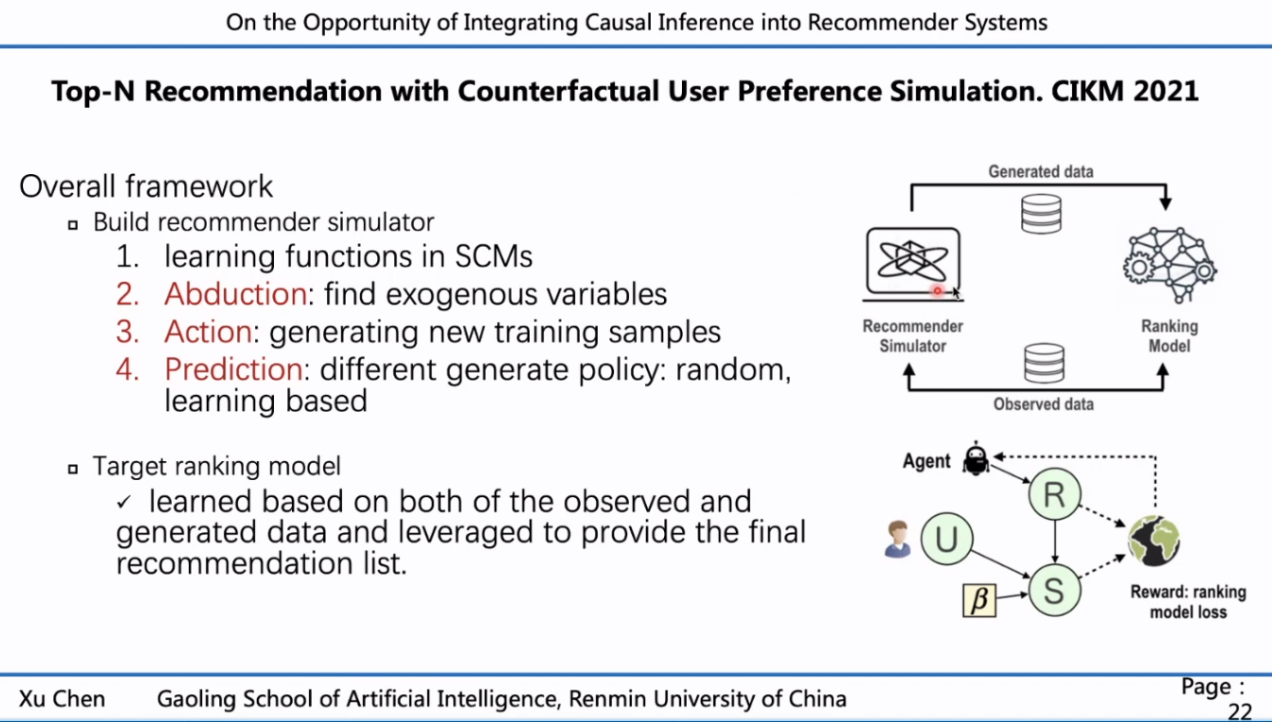 On the Opportunity of Integrating Causal Inference into Recommender Systems
Top-N Recommendation with Counterfactual User Preference Simulation. CIKM 2021
Overall framework
Build recommender simulator
1. learning functions in SCMs
2. Abduction: find exogenous variables
3. Action: generating new training samples
4. Prediction: different generate policy: random,
learning based
Target ranking model
✓ learned based on both of the observed and
generated data and leveraged to provide the final
recommendation list.
Generated data
Recommender
Simulator
Ranking
Model
Observed data
Agent
R
U
S
β
Reward: ranking
model loss
Xu Chen Gaoling School of Artificial Intelligence, Renmin University of China
Page :
22